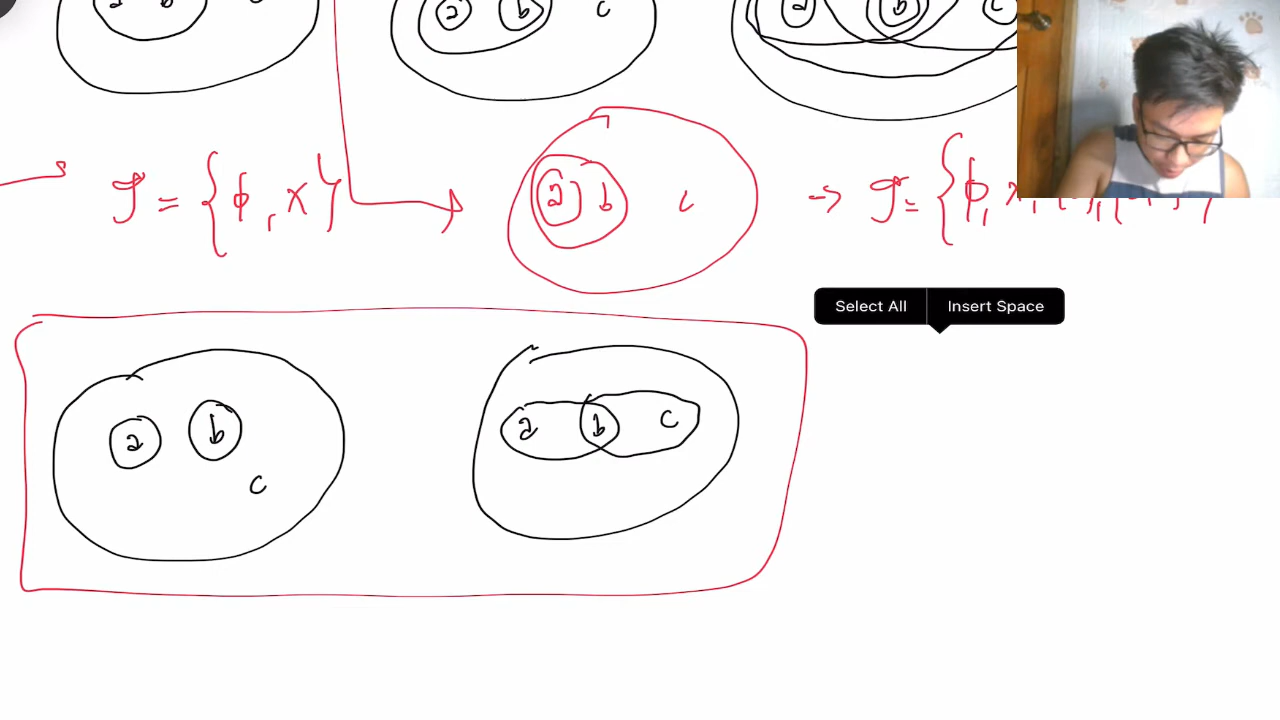 a b c
a b c
a b c
𝒯 = {ϕ, X}
a b c
→ 𝒯 = {ϕ, X,
Select All
Insert Space
a b c
a b c